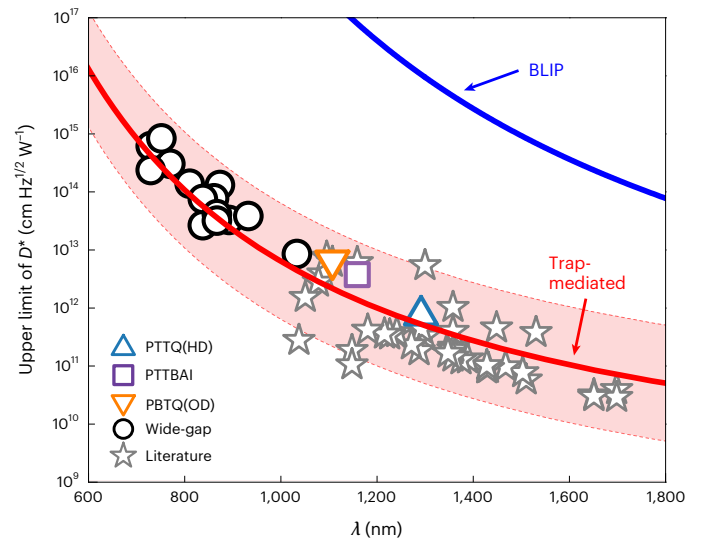 Upper limit of D* (cm Hz^1/2 W^−1)
10^17
10^16
10^15
10^14
10^13
10^12
10^11
10^10
10^9
BLIP
Trap-
mediated
PTTQ(HD)
PTTBAI
PBTQ(OD)
Wide-gap
Literature
600
800
1,000
1,200
1,400
1,600
1,800
λ (nm)